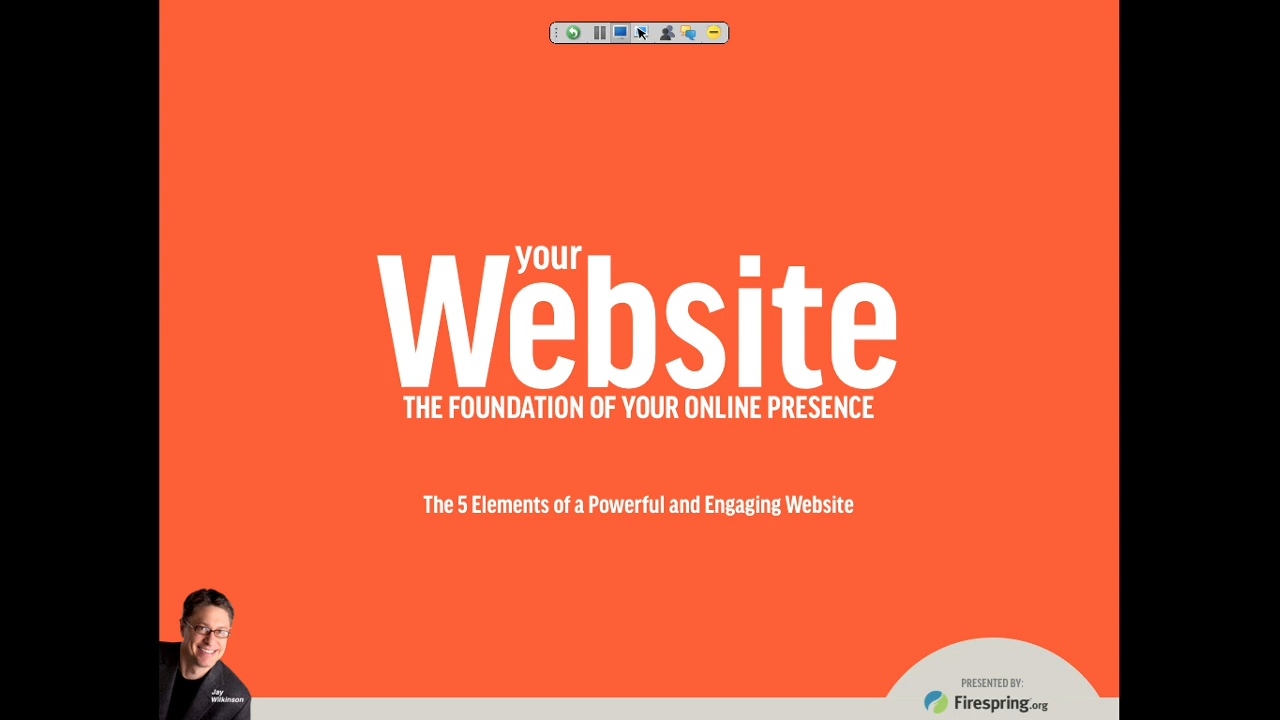 your
Website
THE FOUNDATION OF YOUR ONLINE PRESENCE
The 5 Elements of a Powerful and Engaging Website
Jay
Wilkinson
PRESENTED BY:
Firespring.org